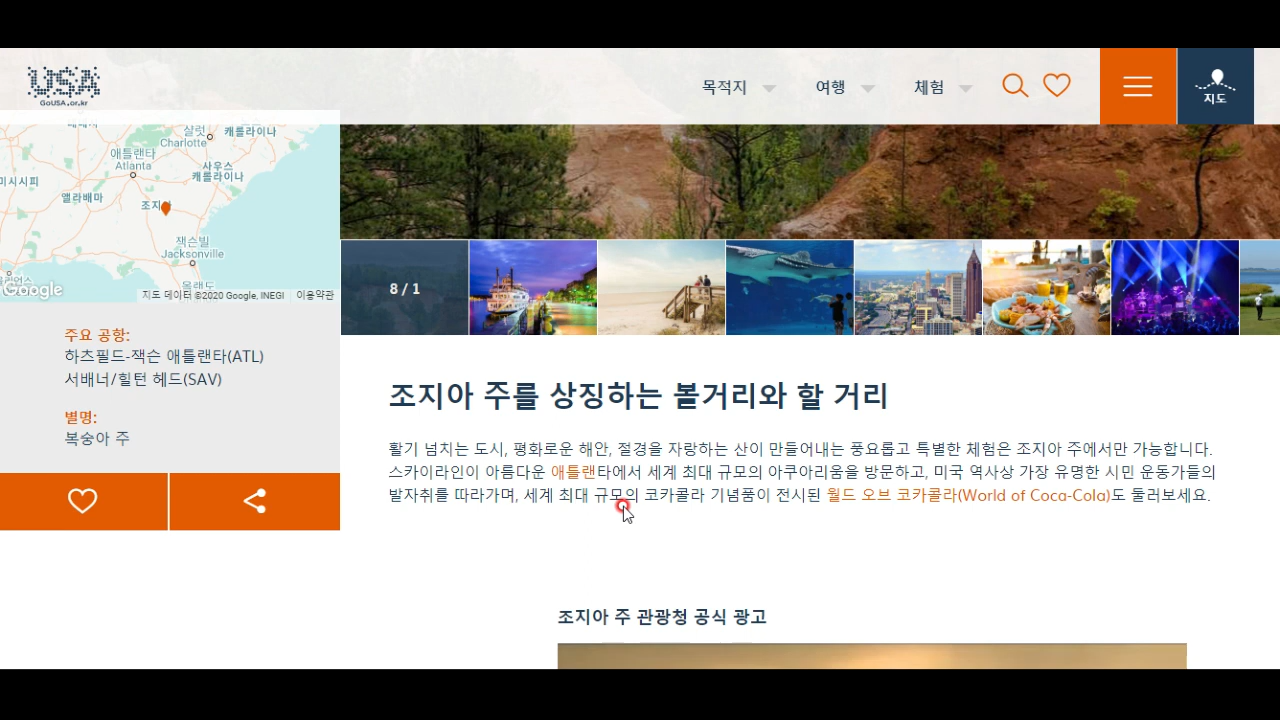 USA
GoUSA.or.kr
목적지
여행
체험
지도
샬럿
Charlotte
캐롤라이나
애틀랜타
Atlanta
사우스
캐롤라이나
미시시피
앨라배마
조지
잭슨빌
Jacksonville
올랜도
Google
지도 데이터 ©2020 Google, INEGI
이용약관
8 / 1
주요 공항:
하츠필드-잭슨 애틀랜타(ATL)
서배너/힐턴 헤드(SAV)
별명:
복숭아 주
조지아 주를 상징하는 볼거리와 할 거리
활기 넘치는 도시, 평화로운 해안, 절경을 자랑하는 산이 만들어내는 풍요롭고 특별한 체험은 조지아 주에서만 가능합니다.
스카이라인이 아름다운 애틀랜타에서 세계 최대 규모의 아쿠아리움을 방문하고, 미국 역사상 가장 유명한 시민 운동가들의
발자취를 따라가며, 세계 최대 규모의 코카콜라 기념품이 전시된 월드 오브 코카콜라(World of Coca-Cola)도 둘러보세요.
조지아 주 관광청 공식 광고